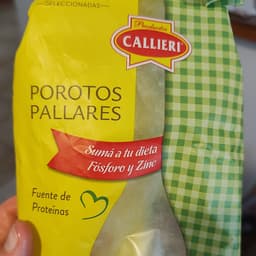 SELECCIONADAS
Productos
CALLIERI
POROTOS
PALLARES
Sumá a tu dieta
Fósforo y Zinc
Fuente de
Proteínas